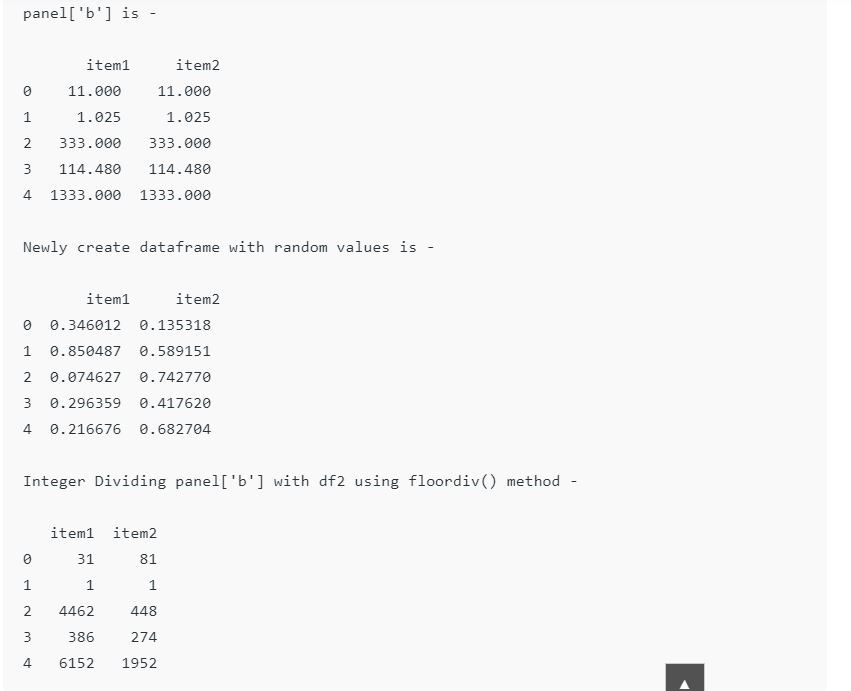 panel['b'] is -
item1 item2
0 11.000 11.000
1 1.025 1.025
2 333.000 333.000
3 114.480 114.480
4 1333.000 1333.000
Newly create dataframe with random values is -
item1 item2
0 0.346012 0.135318
1 0.850487 0.589151
2 0.074627 0.742770
3 0.296359 0.417620
4 0.216676 0.682704
Integer Dividing panel['b'] with df2 using floordiv() method -
item1 item2
0 31 81
1 1 1
2 4462 448
3 386 274
4 6152 1952